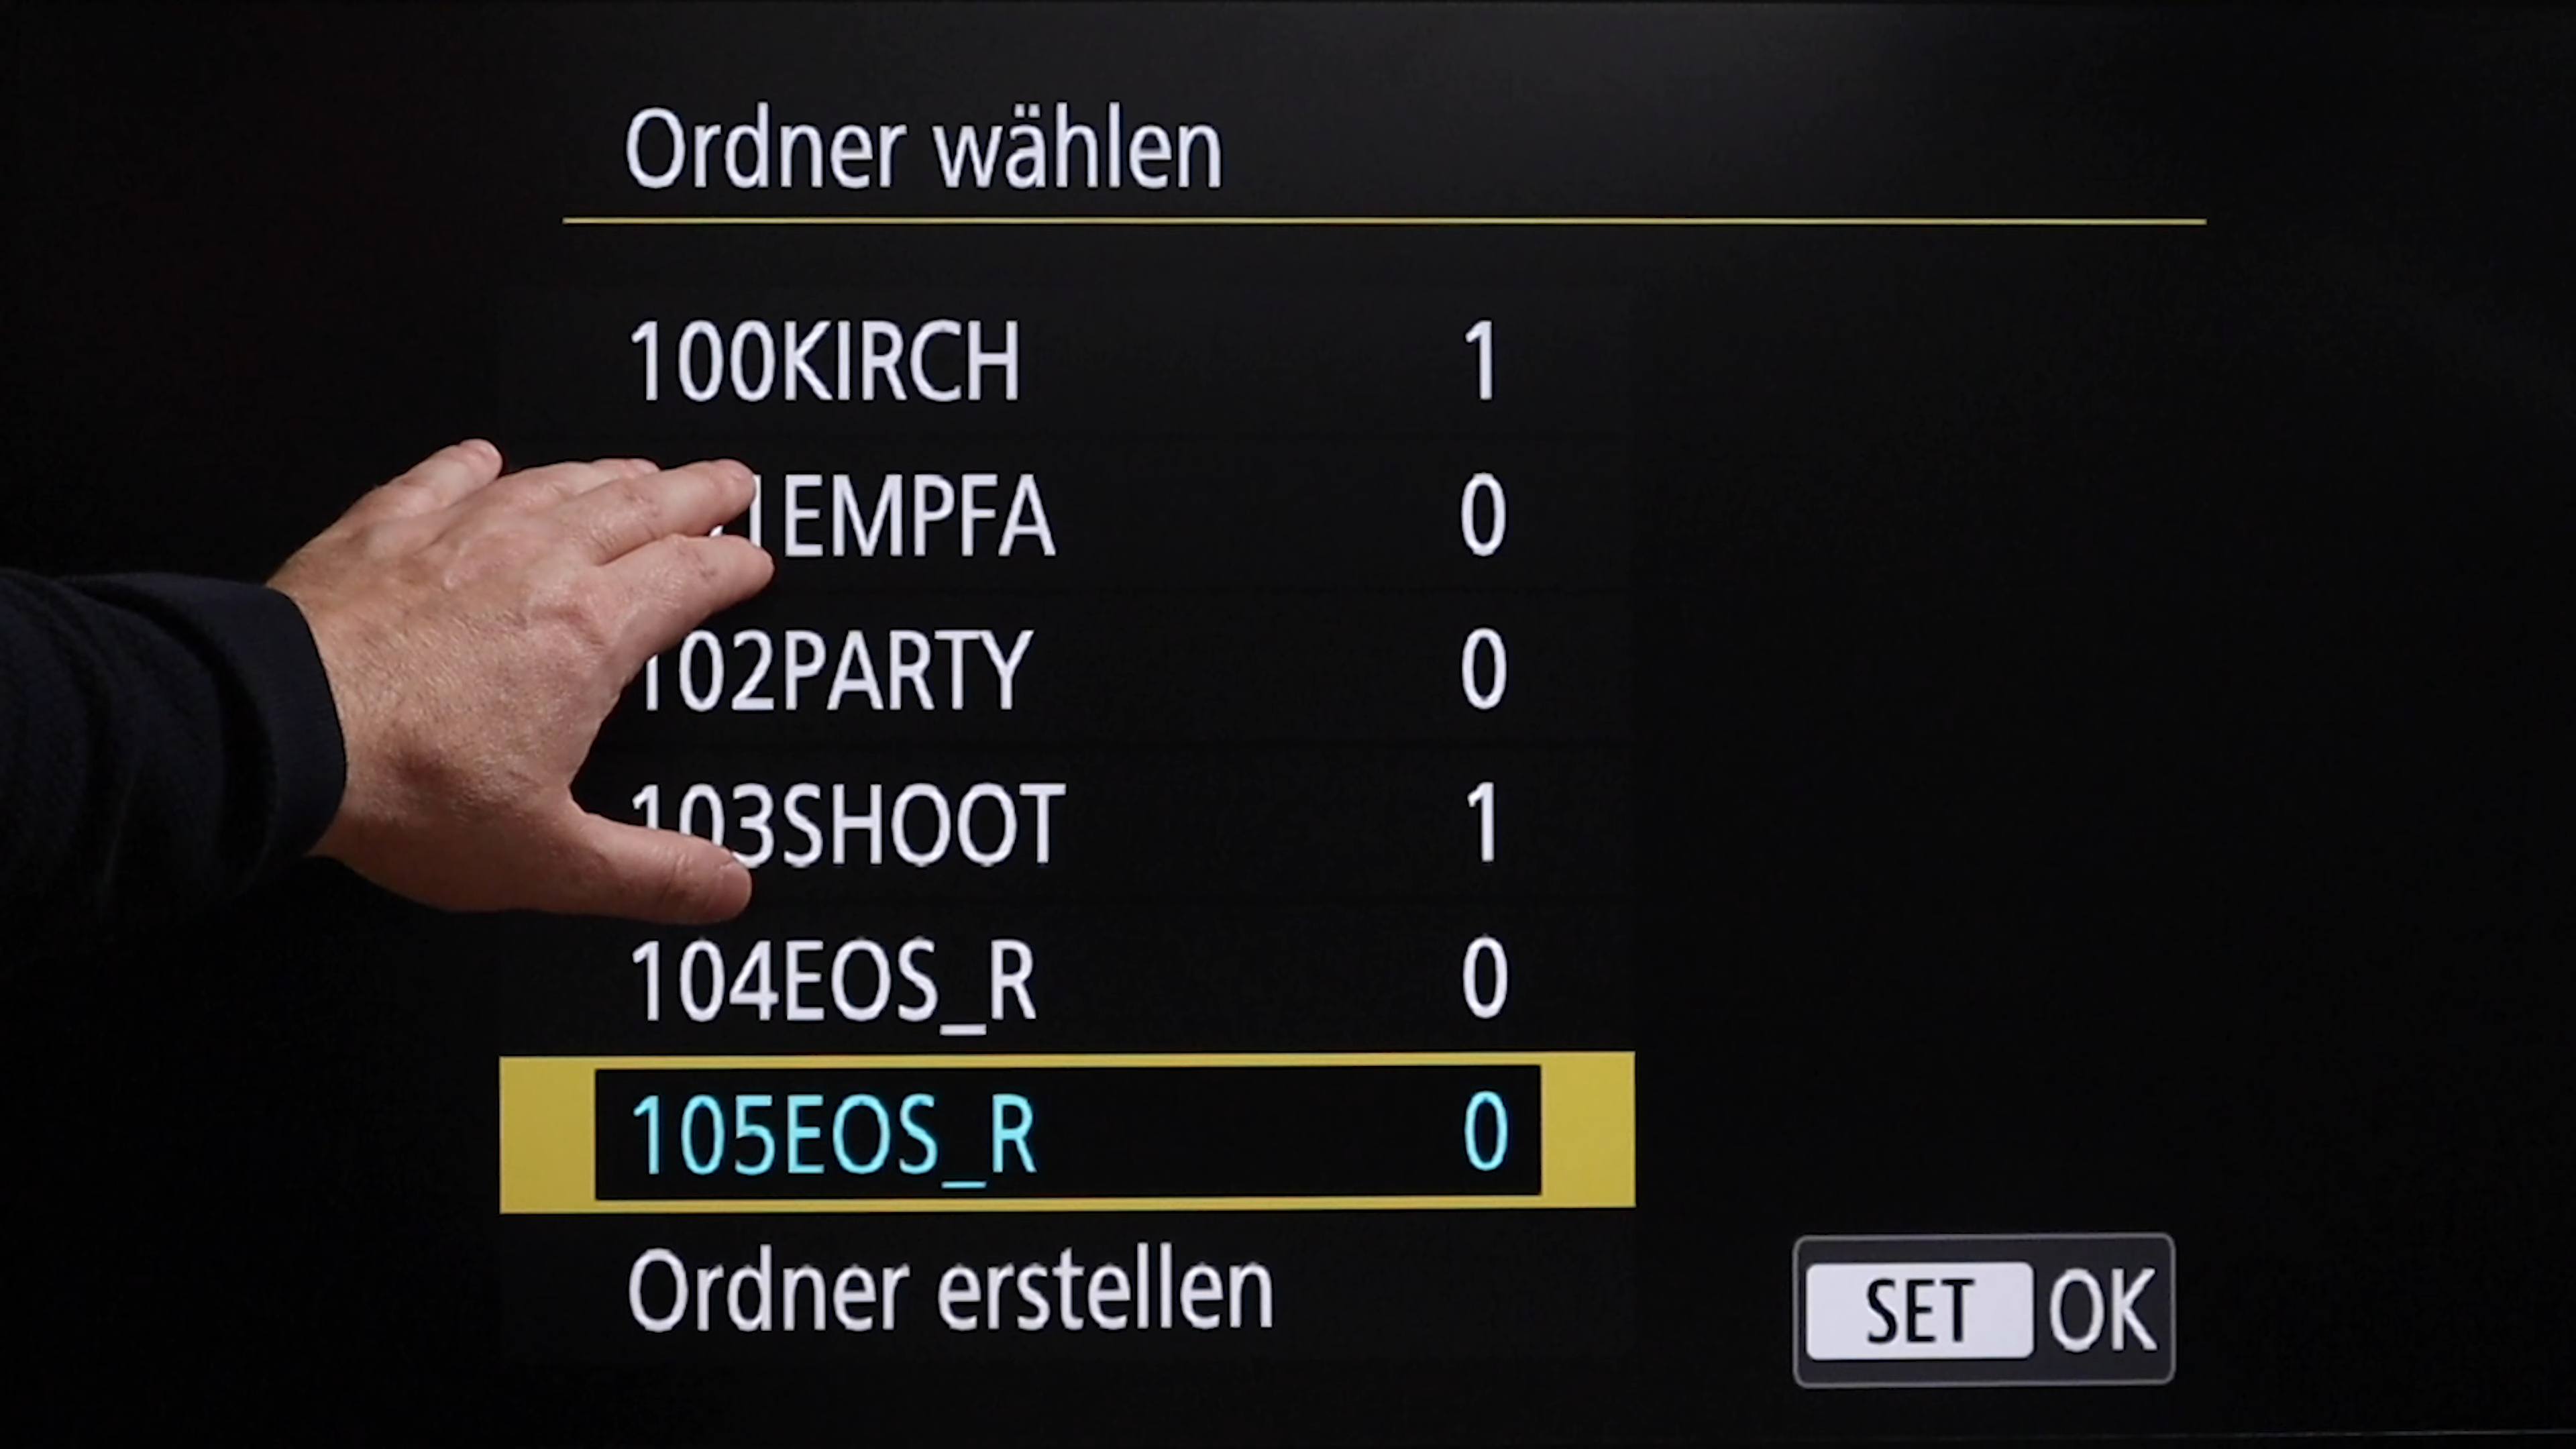 Ordner wählen
100KIRCH 1
1EMPFA 0
102PARTY 0
103SHOOT 1
104EOS_R 0
105EOS_R 0
Ordner erstellen
SET OK